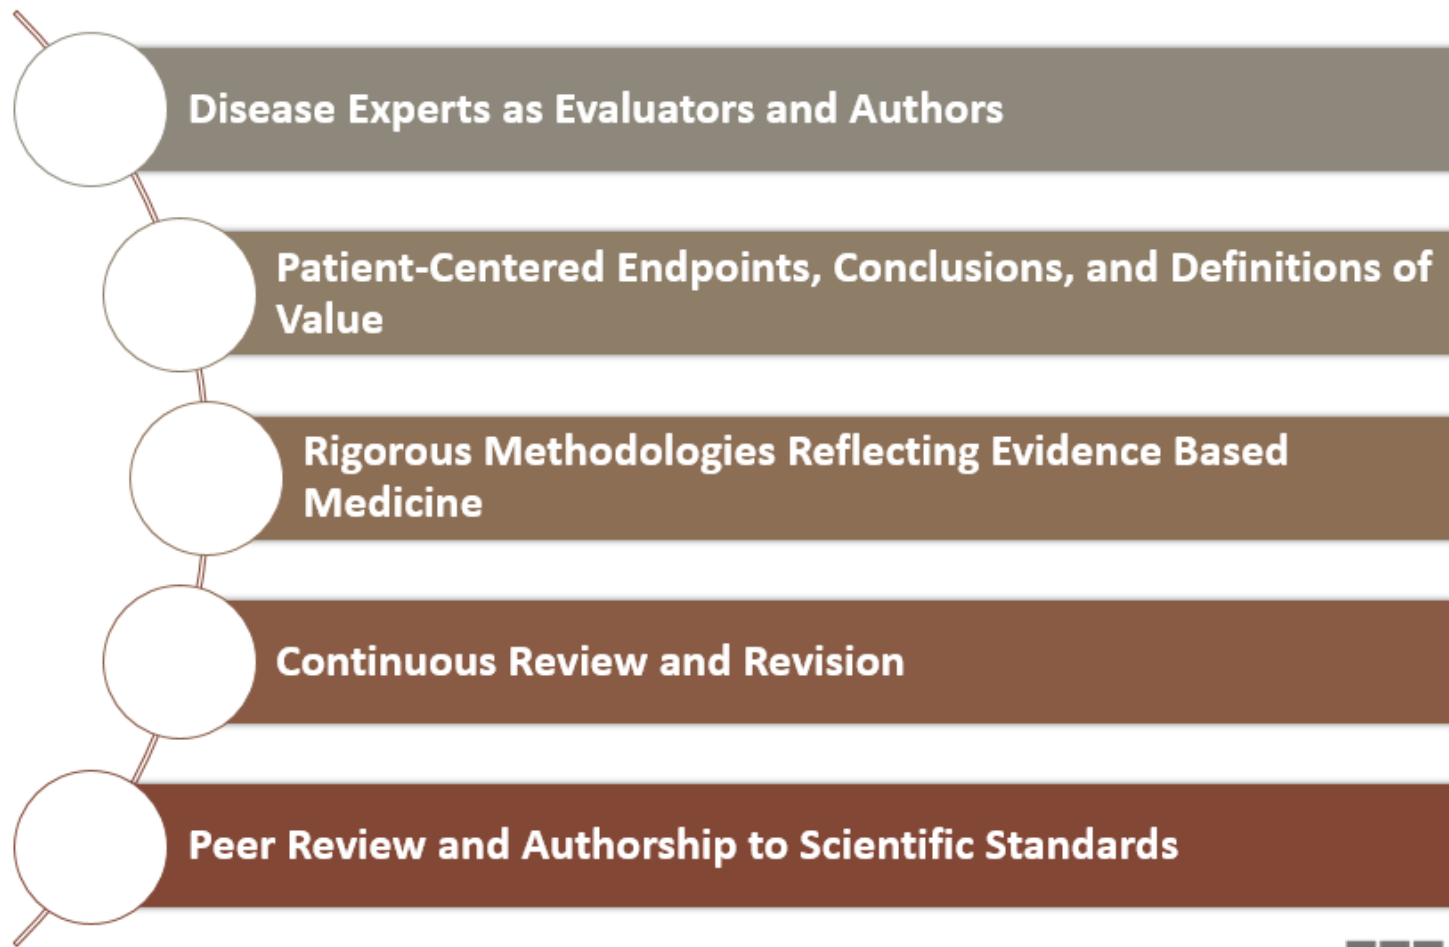 Disease Experts as Evaluators and Authors
Patient-Centered Endpoints, Conclusions, and Definitions of
Value
Rigorous Methodologies Reflecting Evidence Based
Medicine
Continuous Review and Revision
Peer Review and Authorship to Scientific Standards